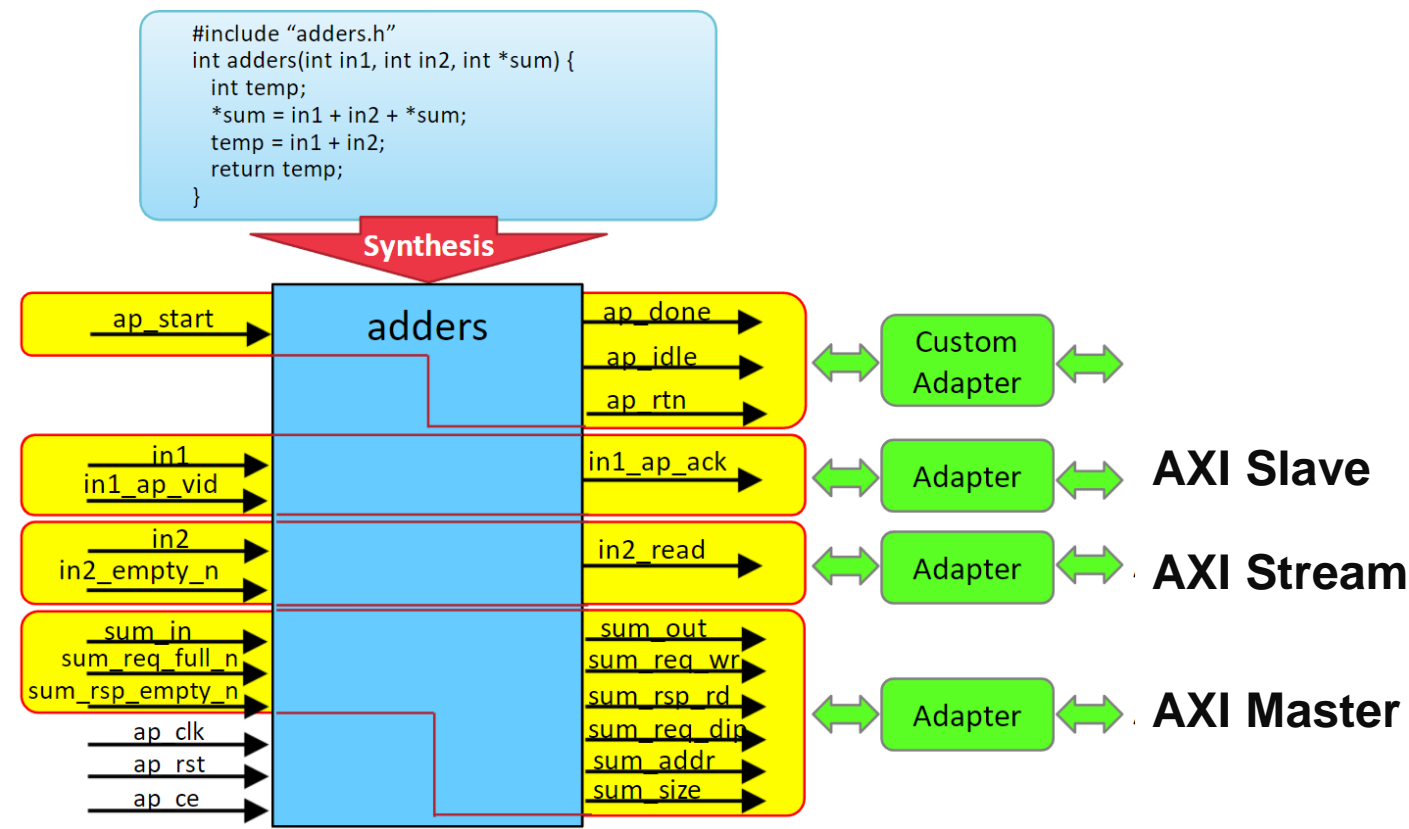 #include “adders.h”
int adders(int in1, int in2, int *sum) {
int temp;
*sum = in1 + in2 + *sum;
temp = in1 + in2;
return temp;
}
Synthesis
adders
ap_start
ap_done
ap_idle
ap_rtn
Custom
Adapter
in1
in1_ap_vid
in1_ap_ack
Adapter
AXI Slave
in2
in2_empty_n
in2_read
Adapter
AXI Stream
sum_in
sum_req_full_n
sum_rsp_empty_n
ap_clk
ap_rst
ap_ce
sum_out
sum_req_wr
sum_rsp_rd
sum_req_dip
sum_addr
sum_size
Adapter
AXI Master